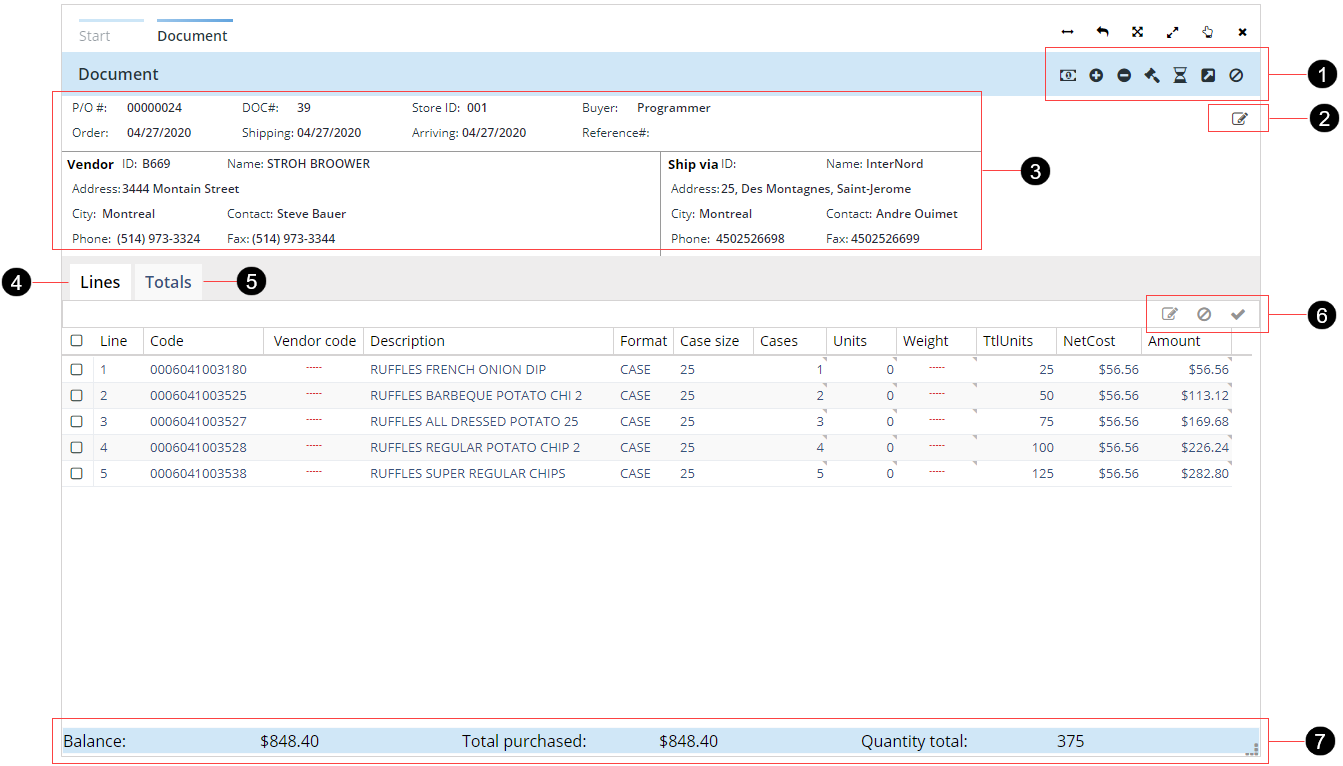 Start Document
Document
1
P/O #: 00000024 DOC#: 39 Store ID: 001 Buyer: Programmer
2
Order: 04/27/2020 Shipping: 04/27/2020 Arriving: 04/27/2020 Reference#:
Vendor ID: B669 Name: STROH BROOWER Ship via ID: Name: InterNord
3
Address: 3444 Montain Street Address: 25, Des Montagnes, Saint-Jerome
City: Montreal Contact: Steve Bauer City: Montreal Contact: Andre Ouimet
Phone: (514) 973-3324 Fax: (514) 973-3344 Phone: 4502526698 Fax: 4502526699
4 Lines Totals 5
6
Line Code Vendor code Description Format Case size Cases Units Weight TtlUnits NetCost Amount
1 0006041003180 ----- RUFFLES FRENCH ONION DIP CASE 25 1 0 ----- 25 $56.56 $56.56
2 0006041003525 ----- RUFFLES BARBEQUE POTATO CHI 2 CASE 25 2 0 ----- 50 $56.56 $113.12
3 0006041003527 ----- RUFFLES ALL DRESSED POTATO 25 CASE 25 3 0 ----- 75 $56.56 $169.68
4 0006041003528 ----- RUFFLES REGULAR POTATO CHIP 2 CASE 25 4 0 ----- 100 $56.56 $226.24
5 0006041003538 ----- RUFFLES SUPER REGULAR CHIPS CASE 25 5 0 ----- 125 $56.56 $282.80
Balance: $848.40 Total purchased: $848.40 Quantity total: 375
7